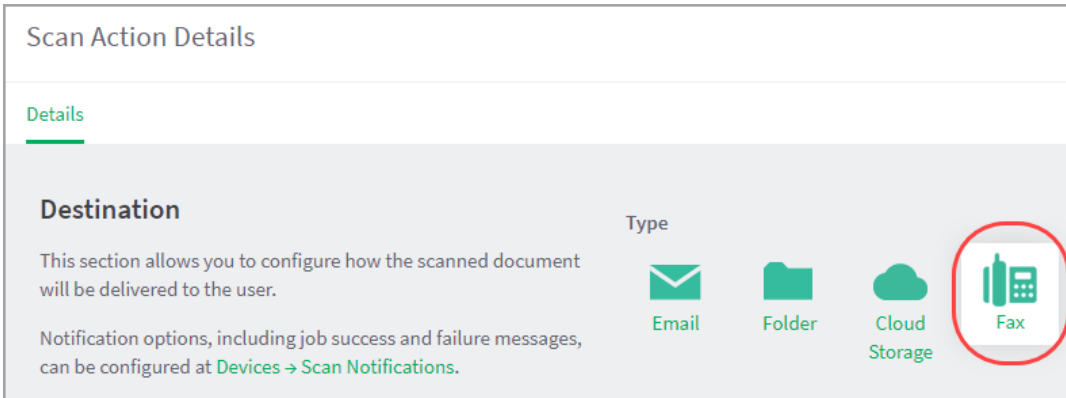 Scan Action Details
Details
Destination
This section allows you to configure how the scanned document
will be delivered to the user.
Notification options, including job success and failure messages,
can be configured at Devices → Scan Notifications.
Type
Email
Folder
Cloud
Storage
Fax